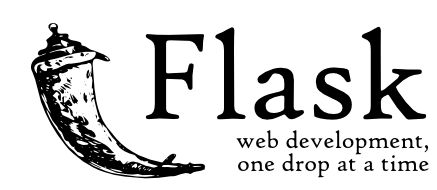 Flask
web development,
one drop at a time